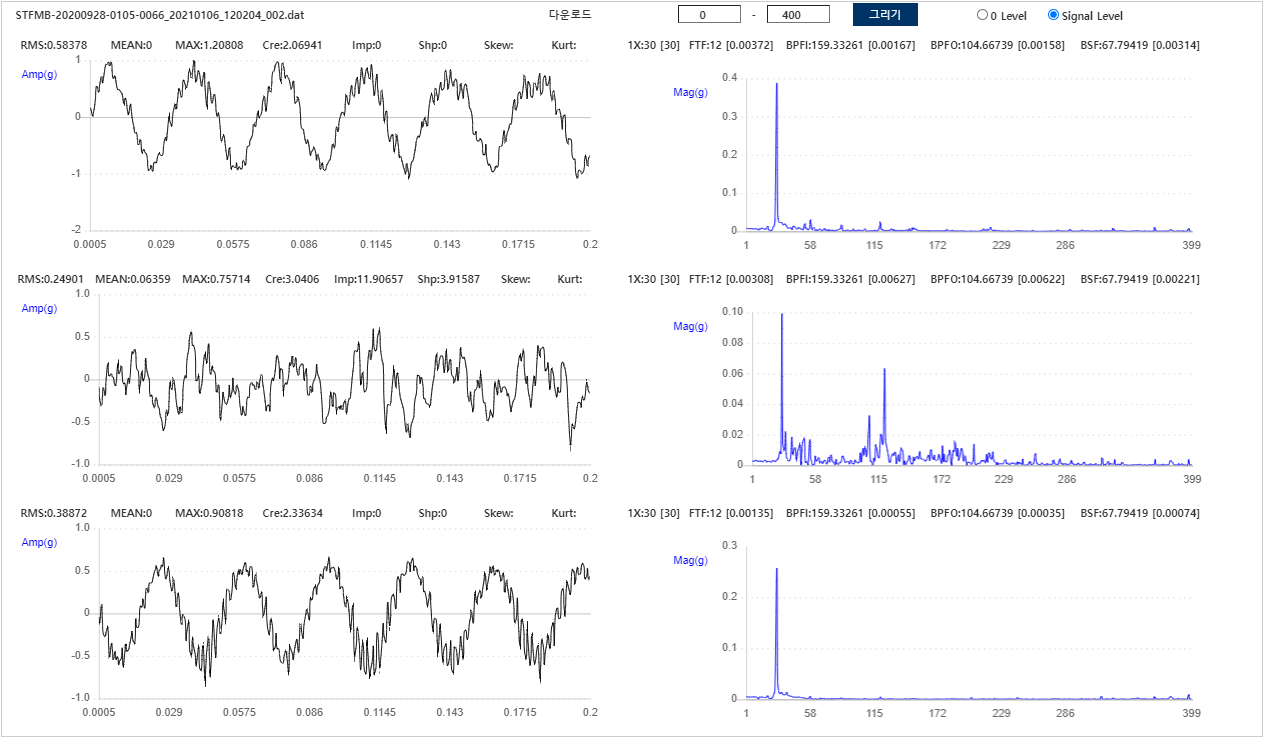 STFMB-20200928-0105-0066_20210106_120204_002.dat 다운로드 0 - 400 그리기 0 Level Signal Level
RMS:0.58378 MEAN:0 MAX:1.20808 Cre:2.06941 Imp:0 Shp:0 Skew: Kurt:
Amp(g)
1
0
-1
-2
0.0005 0.029 0.0575 0.086 0.1145 0.143 0.1715 0.2
1X:30 [30] FTF:12 [0.00372] BPFI:159.33261 [0.00167] BPFO:104.66739 [0.00158] BSF:67.79419 [0.00314]
Mag(g)
0.4
0.3
0.2
0.1
0
1 58 115 172 229 286 399
RMS:0.24901 MEAN:0.06359 MAX:0.75714 Cre:3.0406 Imp:11.90657 Shp:3.91587 Skew: Kurt:
Amp(g)
1.0
0.5
0
-0.5
-1.0
0.0005 0.029 0.0575 0.086 0.1145 0.143 0.1715 0.2
1X:30 [30] FTF:12 [0.00308] BPFI:159.33261 [0.00627] BPFO:104.66739 [0.00622] BSF:67.79419 [0.00221]
Mag(g)
0.10
0.08
0.06
0.04
0.02
0
1 58 115 172 229 286 399
RMS:0.38872 MEAN:0 MAX:0.90818 Cre:2.33634 Imp:0 Shp:0 Skew: Kurt:
Amp(g)
1.0
0.5
0
-0.5
-1.0
0.0005 0.029 0.0575 0.086 0.1145 0.143 0.1715 0.2
1X:30 [30] FTF:12 [0.00135] BPFI:159.33261 [0.00055] BPFO:104.66739 [0.00035] BSF:67.79419 [0.00074]
Mag(g)
0.3
0.2
0.1
0
1 58 115 172 229 286 399